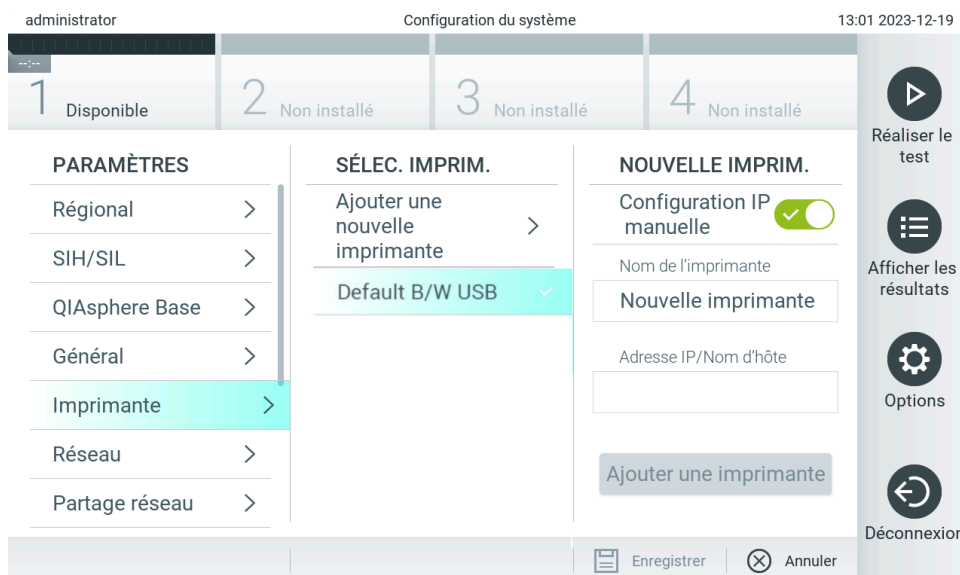 administrator
Configuration du système
13:01 2023-12-19
--:--
1 Disponible
2 Non installé
3 Non installé
4 Non installé
PARAMÈTRES
Régional
SIH/SIL
QIAsphere Base
Général
Imprimante
Réseau
Partage réseau
SÉLEC. IMPRIM.
Ajouter une
nouvelle
imprimante
Default B/W USB
NOUVELLE IMPRIM.
Configuration IP
manuelle
Nom de l'imprimante
Nouvelle imprimante
Adresse IP/Nom d'hôte
Ajouter une imprimante
Enregistrer
Annuler
Réaliser le
test
Afficher les
résultats
Options
Déconnexion